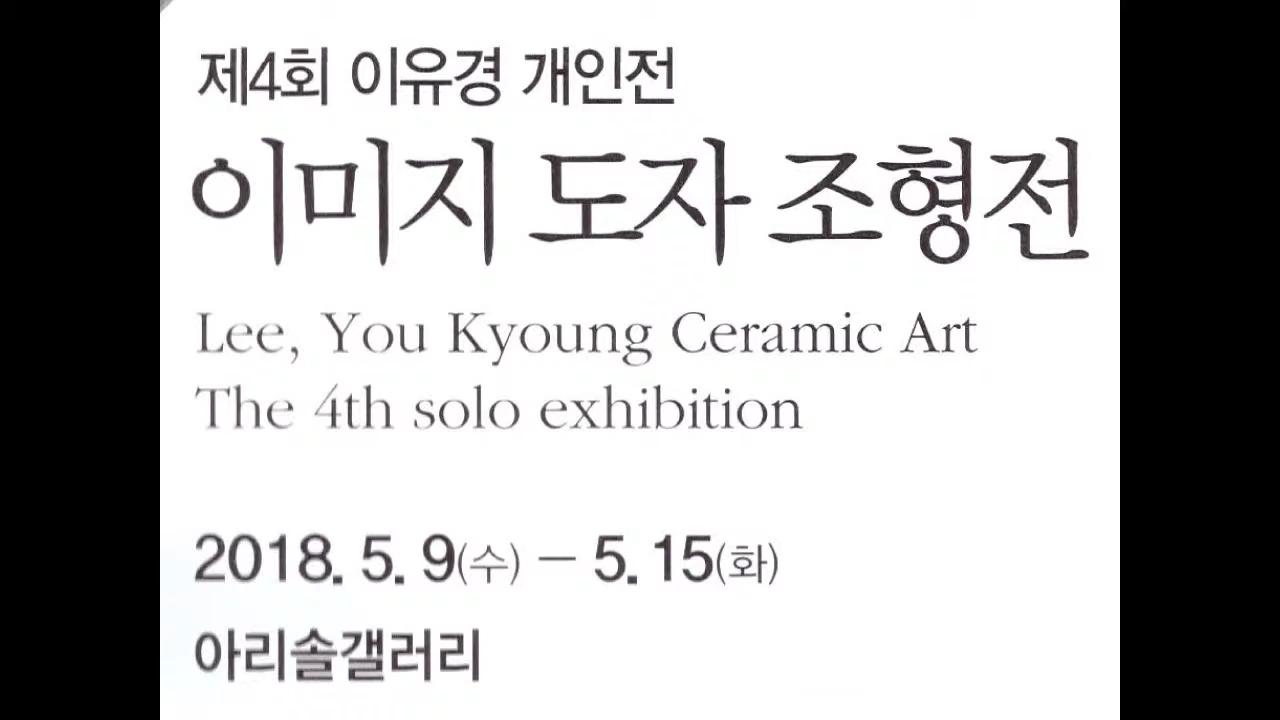 제4회 이유경 개인전
이미지 도자 조형전
Lee, You Kyoung Ceramic Art
The 4th solo exhibition
2018. 5. 9(수) – 5. 15(화)
아리솔갤러리